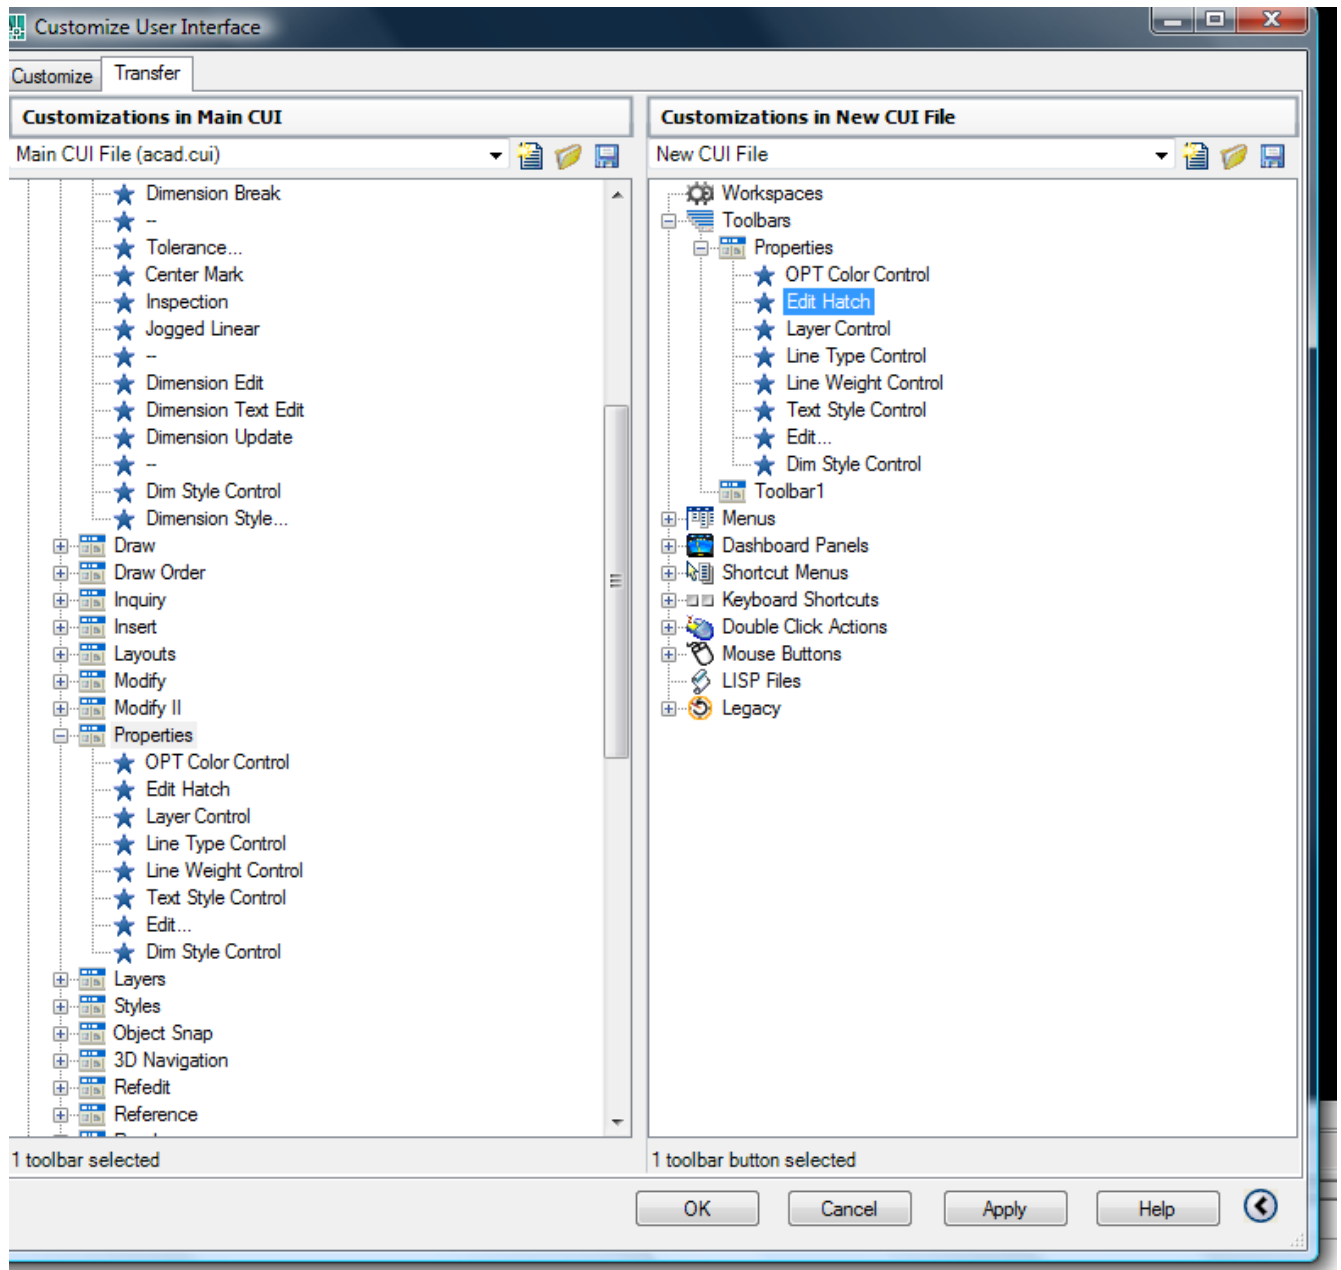 Customize User Interface
Customize Transfer
Customizations in Main CUI
Main CUI File (acad.cui)
Dimension Break
--
Tolerance...
Center Mark
Inspection
Jogged Linear
--
Dimension Edit
Dimension Text Edit
Dimension Update
--
Dim Style Control
Dimension Style...
Draw
Draw Order
Inquiry
Insert
Layouts
Modify
Modify II
Properties
OPT Color Control
Edit Hatch
Layer Control
Line Type Control
Line Weight Control
Text Style Control
Edit...
Dim Style Control
Layers
Styles
Object Snap
3D Navigation
Refedit
Reference
1 toolbar selected
Customizations in New CUI File
New CUI File
Workspaces
Toolbars
Properties
OPT Color Control
Edit Hatch
Layer Control
Line Type Control
Line Weight Control
Text Style Control
Edit...
Dim Style Control
Toolbar1
Menus
Dashboard Panels
Shortcut Menus
Keyboard Shortcuts
Double Click Actions
Mouse Buttons
LISP Files
Legacy
1 toolbar button selected
OK Cancel Apply Help